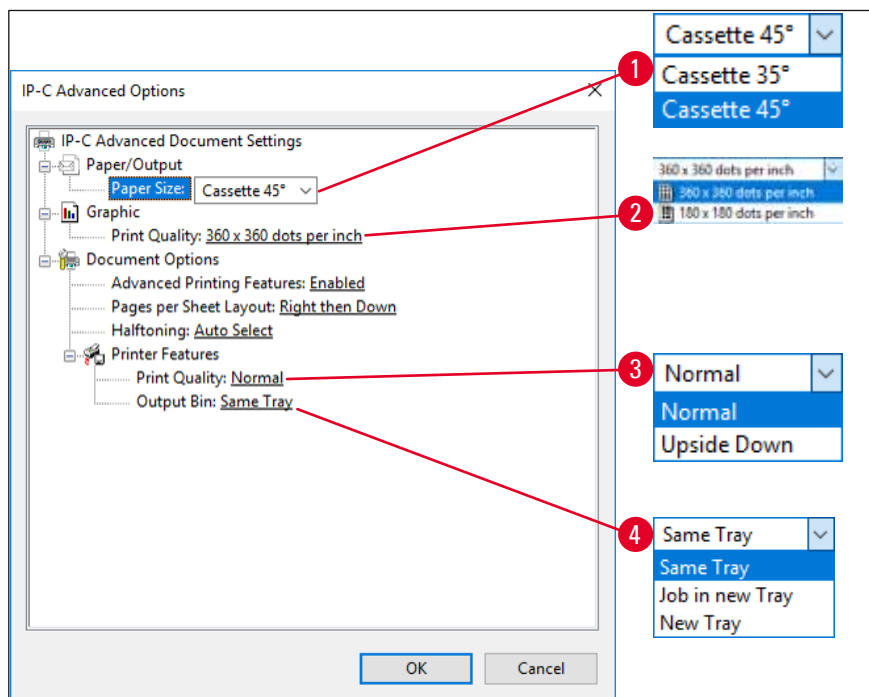 IP-C Advanced Options
IP-C Advanced Document Settings
Paper/Output
Paper Size: Cassette 45°
Graphic
Print Quality: 360 x 360 dots per inch
Document Options
Advanced Printing Features: Enabled
Pages per Sheet Layout: Right then Down
Halftoning: Auto Select
Printer Features
Print Quality: Normal
Output Bin: Same Tray
OK
Cancel
1
Cassette 45°
Cassette 35°
Cassette 45°
2
360 x 360 dots per inch
360 x 360 dots per inch
180 x 180 dots per inch
3
Normal
Normal
Upside Down
4
Same Tray
Same Tray
Job in new Tray
New Tray